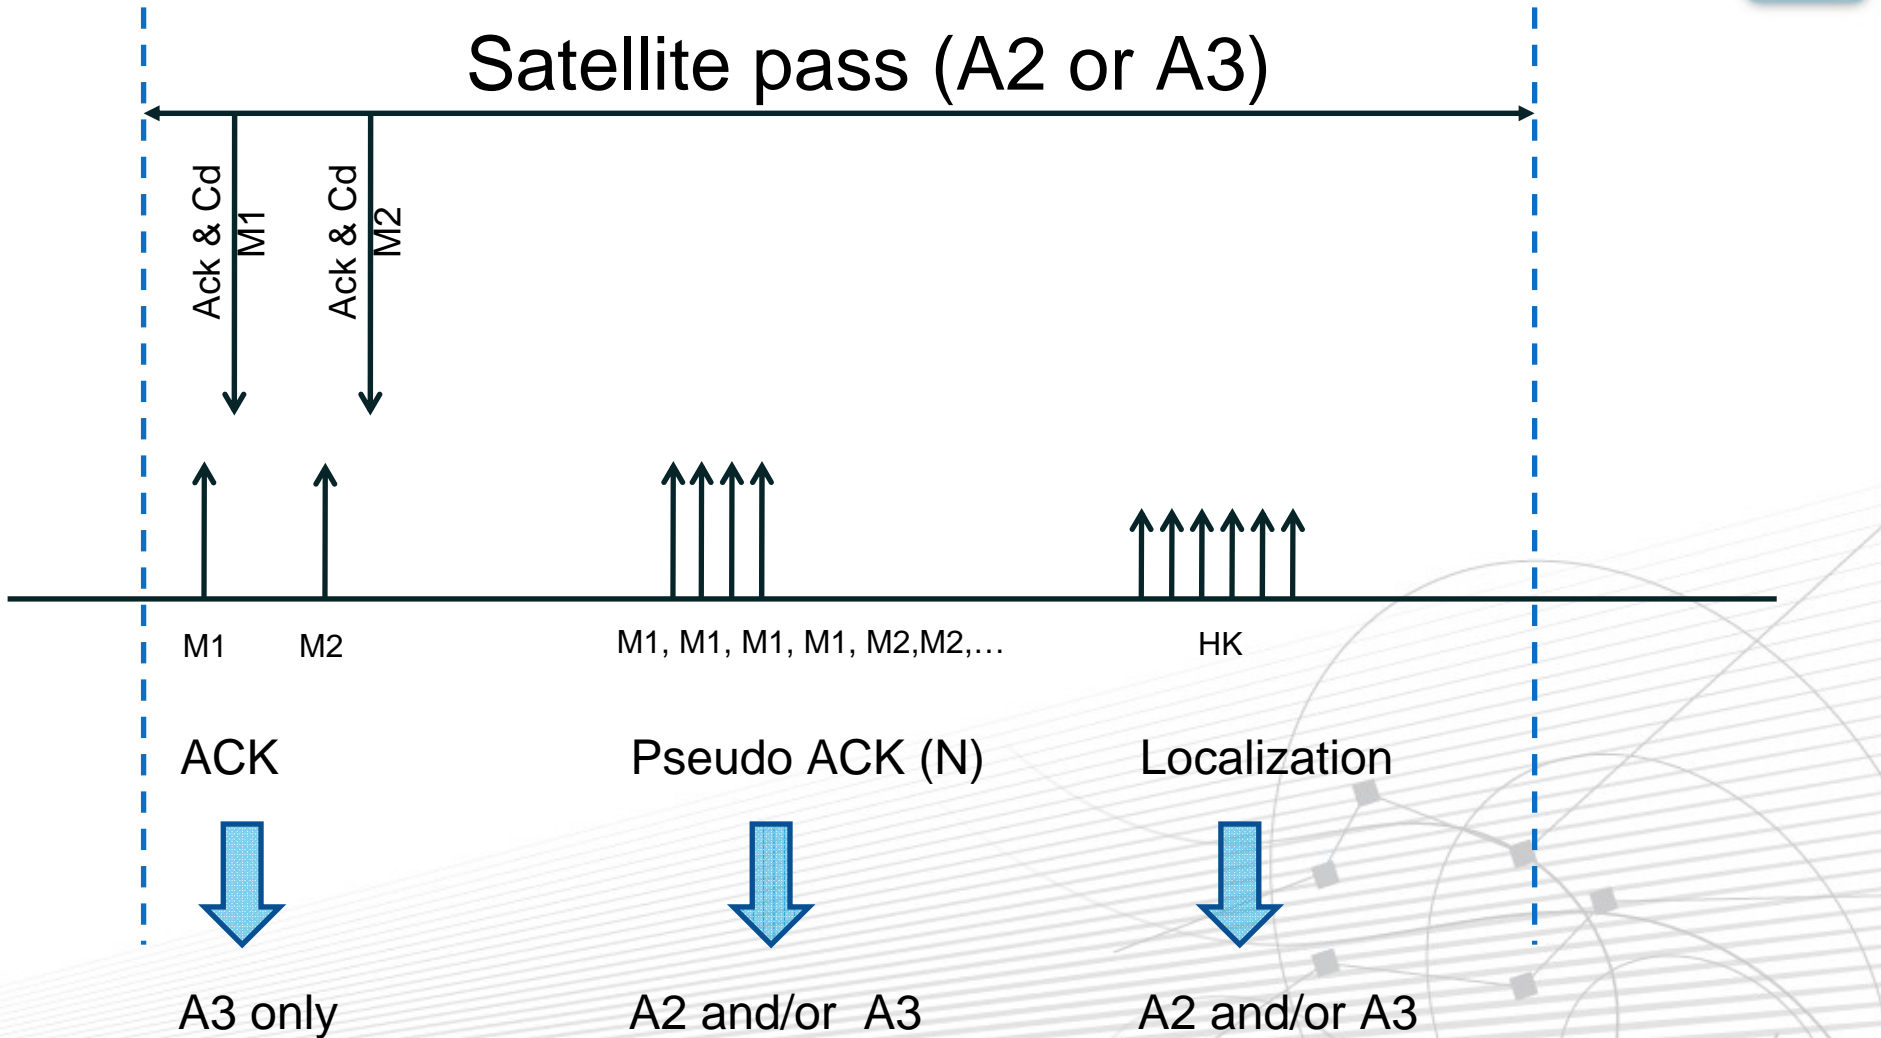 Satellite pass (A2 or A3)
Ack & Cd
M1
Ack & Cd
M2
M1
M2
M1, M1, M1, M1, M2,M2,…
HK
ACK
Pseudo ACK (N)
Localization
A3 only
A2 and/or  A3
A2 and/or A3